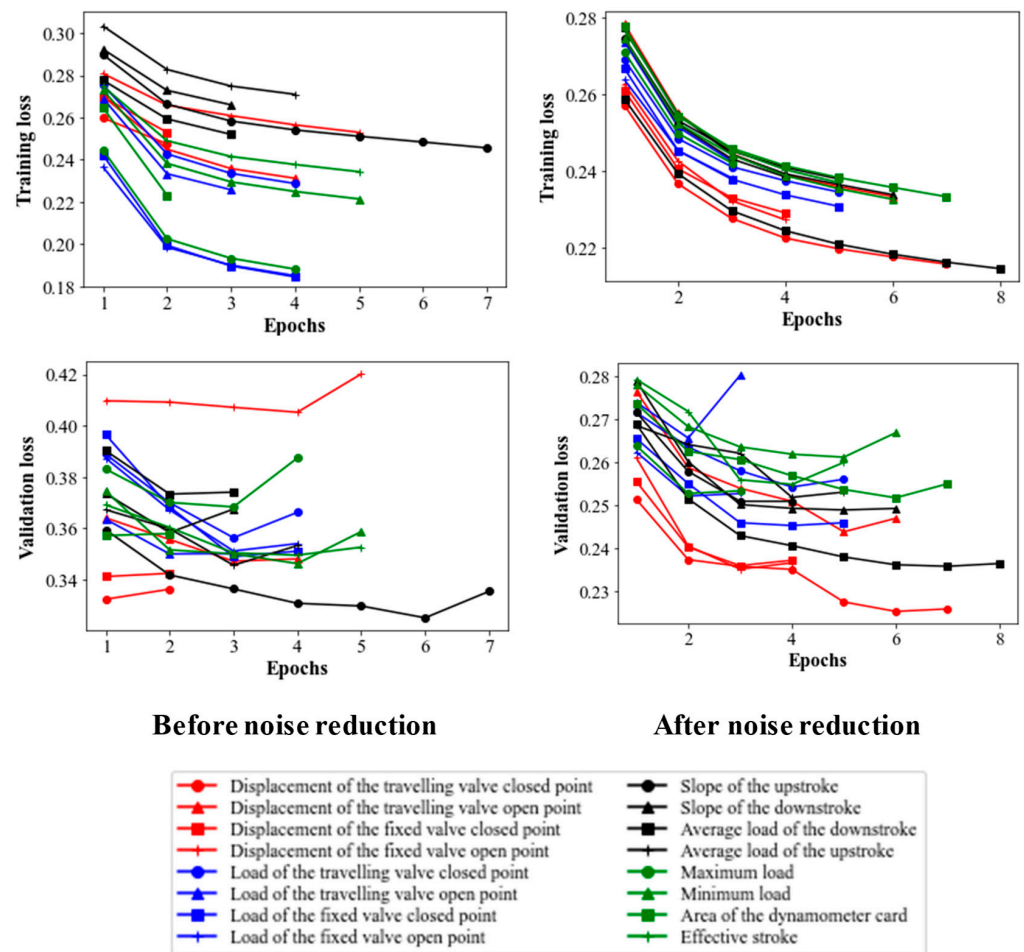 0.30
0.28
0.26
0.24
0.22
0.20
0.18
Training loss
1 2 3 4 5 6 7
Epochs
0.28
0.26
0.24
0.22
Training loss
2 4 6 8
Epochs
0.42
0.40
0.38
0.36
0.34
Validation loss
1 2 3 4 5 6 7
Epochs
0.28
0.27
0.26
0.25
0.24
0.23
Validation loss
2 4 6 8
Epochs
Before noise reduction
After noise reduction
Displacement of the travelling valve closed point
Displacement of the travelling valve open point
Displacement of the fixed valve closed point
Displacement of the fixed valve open point
Load of the travelling valve closed point
Load of the travelling valve open point
Load of the fixed valve closed point
Load of the fixed valve open point
Slope of the upstroke
Slope of the downstroke
Average load of the downstroke
Average load of the upstroke
Maximum load
Minimum load
Area of the dynamometer card
Effective stroke